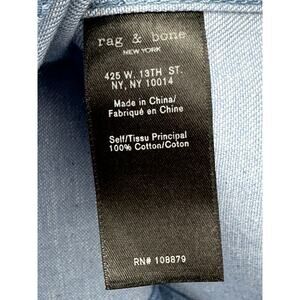 rag & bone
NEW YORK
425 W. 13TH ST.
NY, NY 10014
Made in China/
Fabriqué en Chine
Self/Tissu Principal
100% Cotton/Coton
RN# 108879